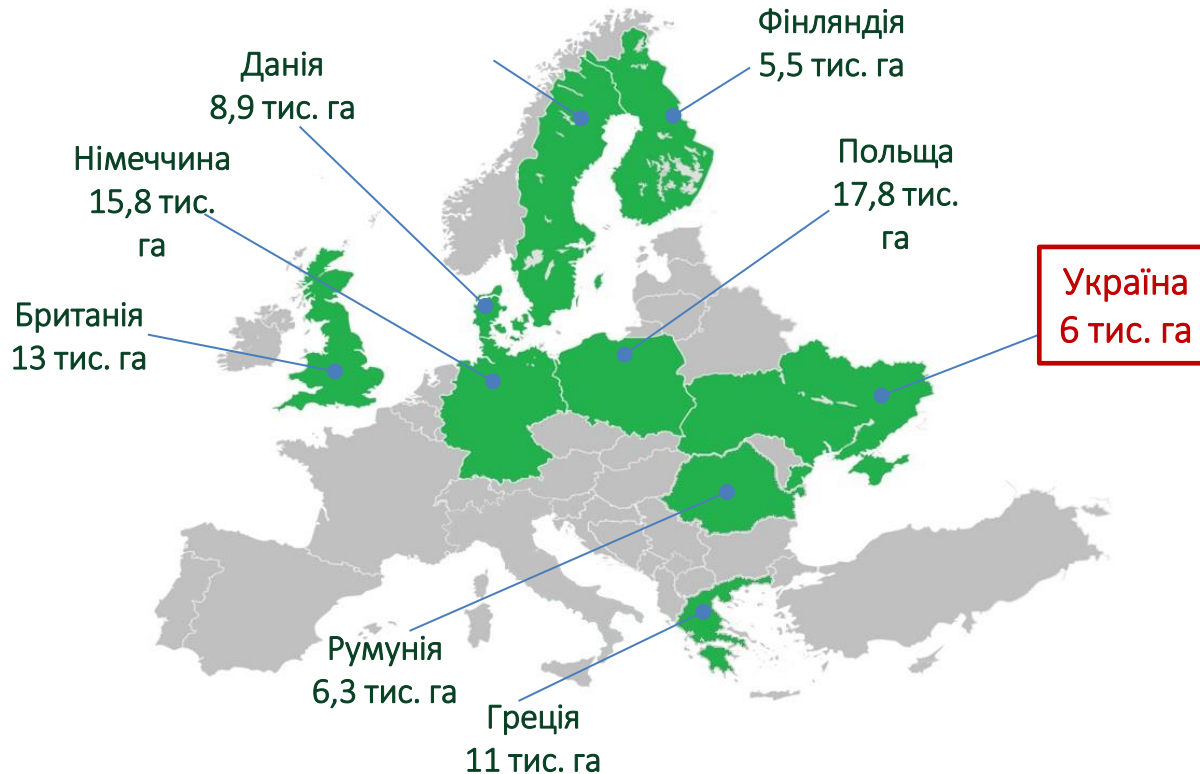 Фінляндія
5,5 тис. га
Данія
8,9 тис. га
Німеччина
15,8 тис.
га
Польща
17,8 тис.
га
Україна
6 тис. га
Британія
13 тис. га
Румунія
6,3 тис. га
Греція
11 тис. га